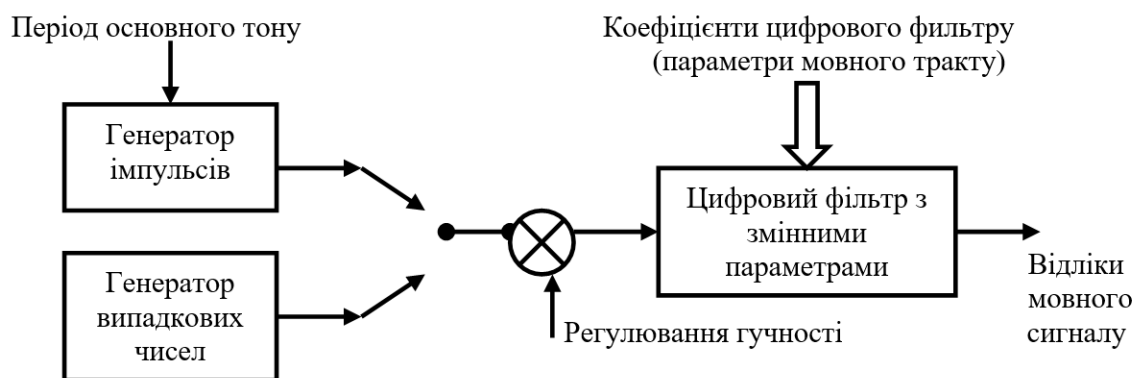 Період основного тону
Коефіцієнти цифрового фильтру
(параметри мовного тракту)
Генератор
імпульсів
Цифровий фільтр з
змінними
параметрами
Генератор
випадкових
чисел
Регулювання гучності
Відліки
мовного
сигналу